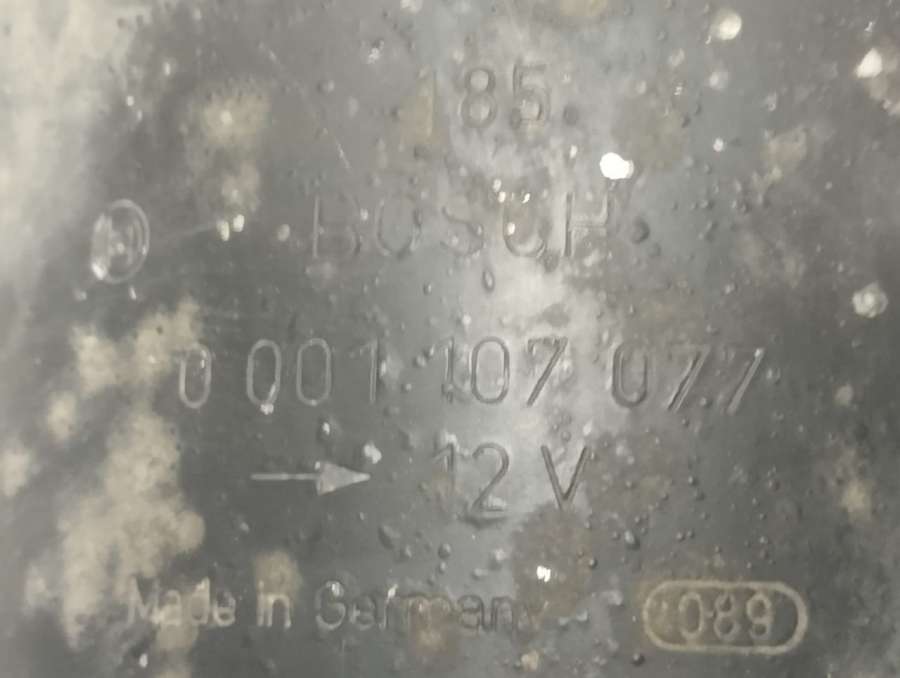 185.
BOSCH
0 001 107 077
12 V
Made in Germany 089